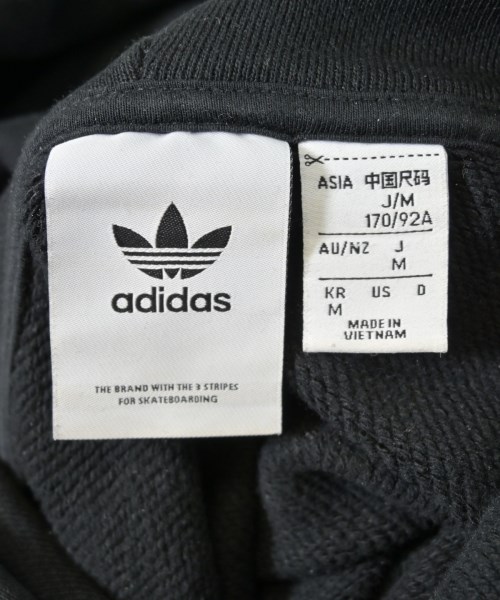 adidas
THE BRAND WITH THE 3 STRIPES
FOR SKATEBOARDING
ASIA 中国尺码
J/M
170/92A
AU/NZ J
M
KR US D
M
MADE IN
VIETNAM